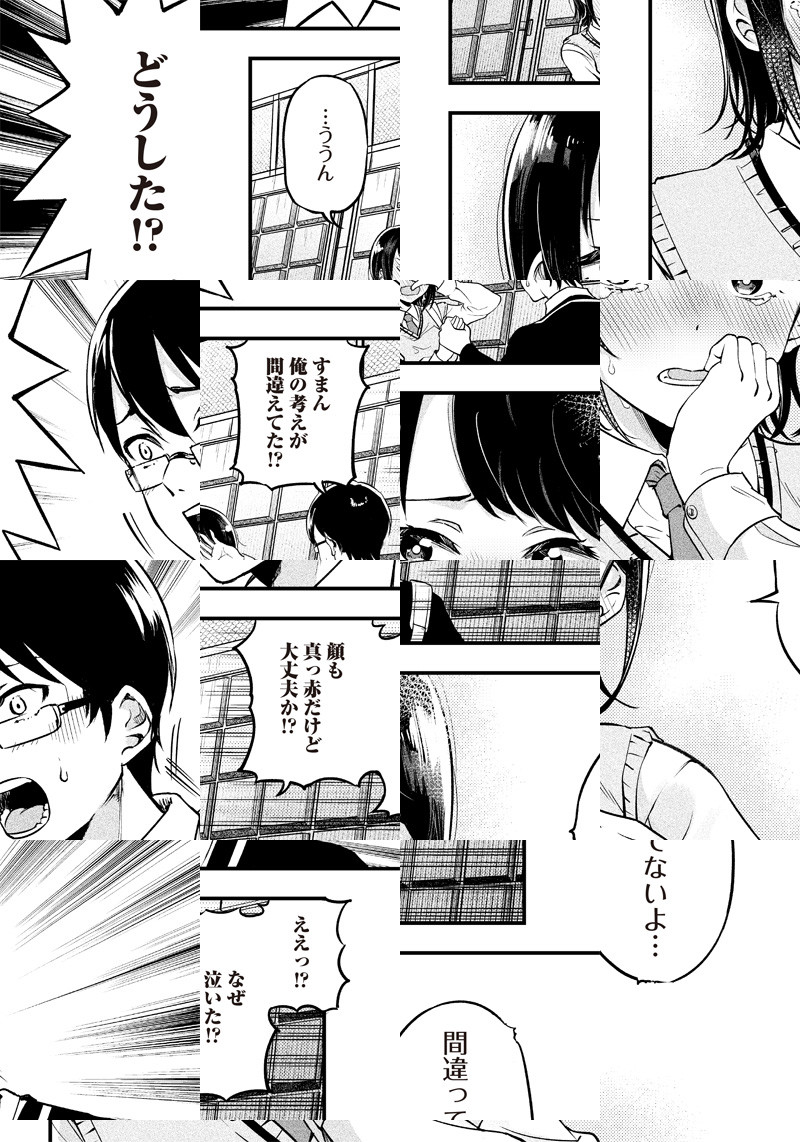 どうした!?
…ううん
すまん
俺の考えが
間違えてた!?
顔も
真っ赤だけど
大丈夫か!?
ええっ!?
なぜ
泣いた!?
間違って
ないよ…